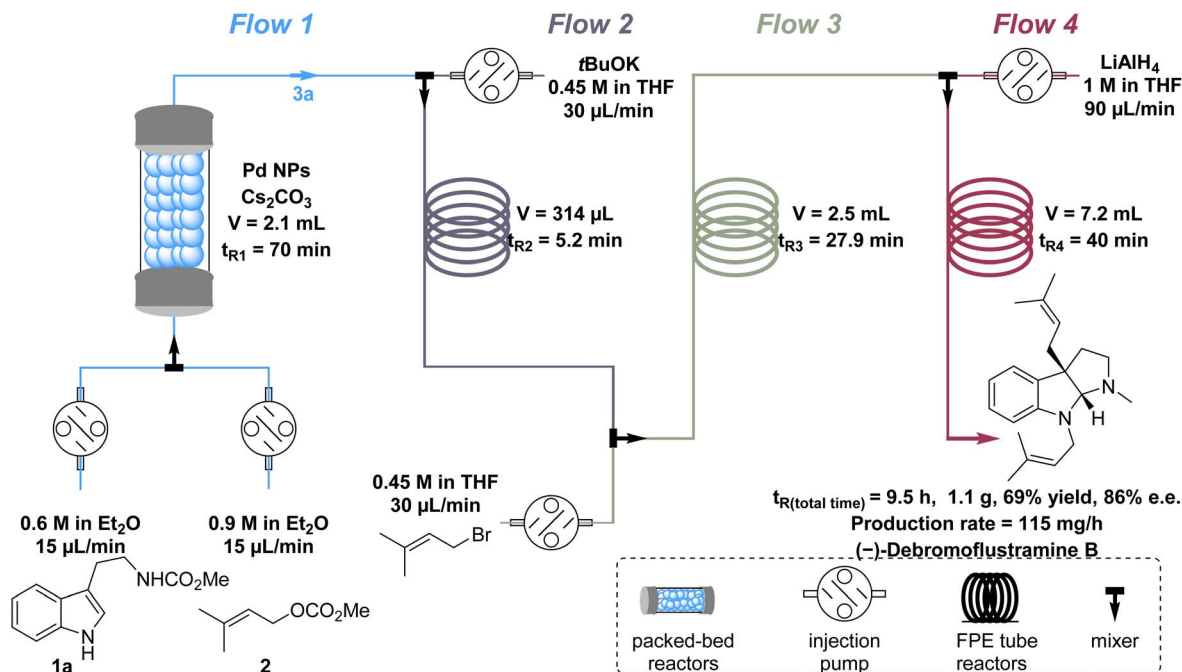 Flow 1
Flow 2
Flow 3
Flow 4
3a
tBuOK
0.45 M in THF
30 µL/min
LiAlH₄
1 M in THF
90 µL/min
Pd NPs
Cs₂CO₃
V = 2.1 mL
tR1 = 70 min
V = 314 µL
tR2 = 5.2 min
V = 2.5 mL
tR3 = 27.9 min
V = 7.2 mL
tR4 = 40 min
N
N
H
0.6 M in Et₂O
15 µL/min
0.9 M in Et₂O
15 µL/min
0.45 M in THF
30 µL/min
Br
NHCO₂Me
N
H
1a
OCOOMe
2
tR(total time) = 9.5 h, 1.1 g, 69% yield, 86% e.e.
Production rate = 115 mg/h
(−)-Debromoflustramine B
packed-bed
reactors
injection
pump
FPE tube
reactors
mixer